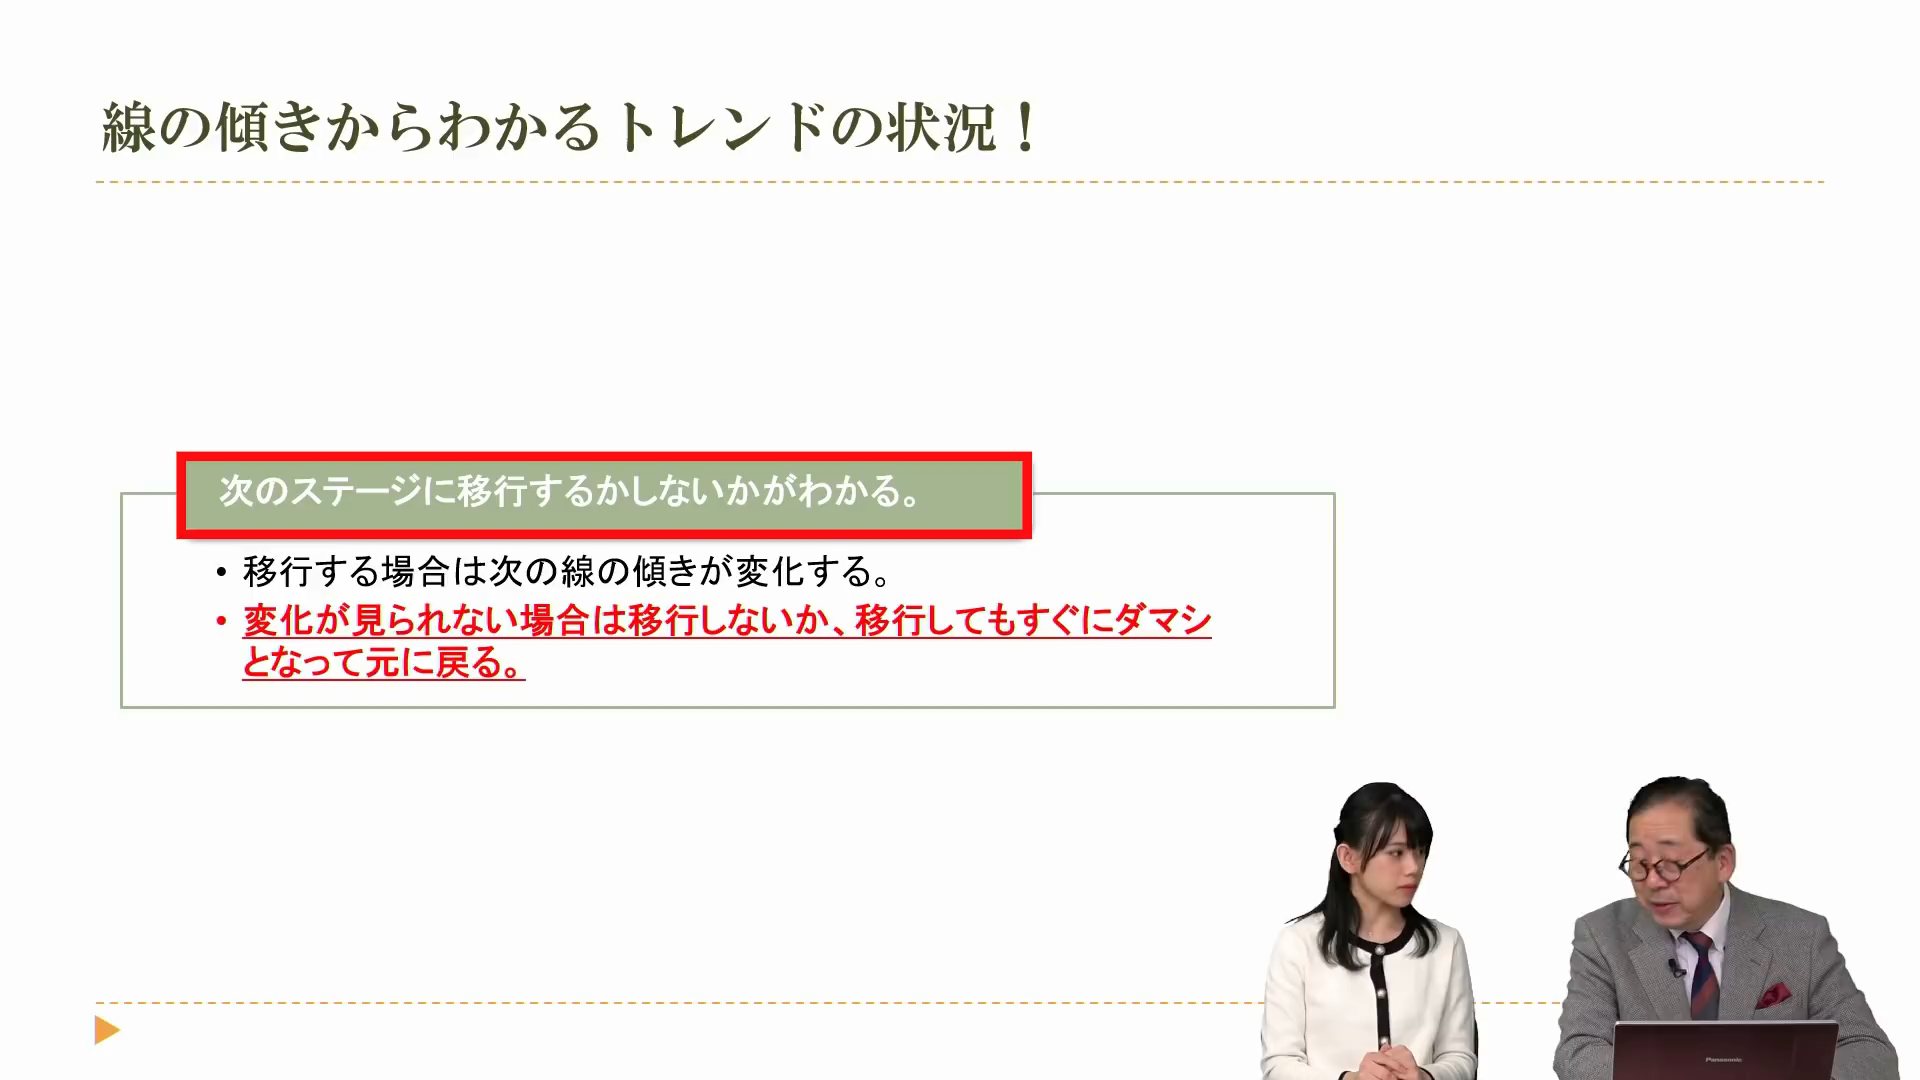 線の傾きからわかるトレンドの状況！
次のステージに移行するかしないかがわかる。
• 移行する場合は次の線の傾きが変化する。
• 変化が見られない場合は移行しないか、移行してもすぐにダマシ
となって元に戻る。
Panasonic